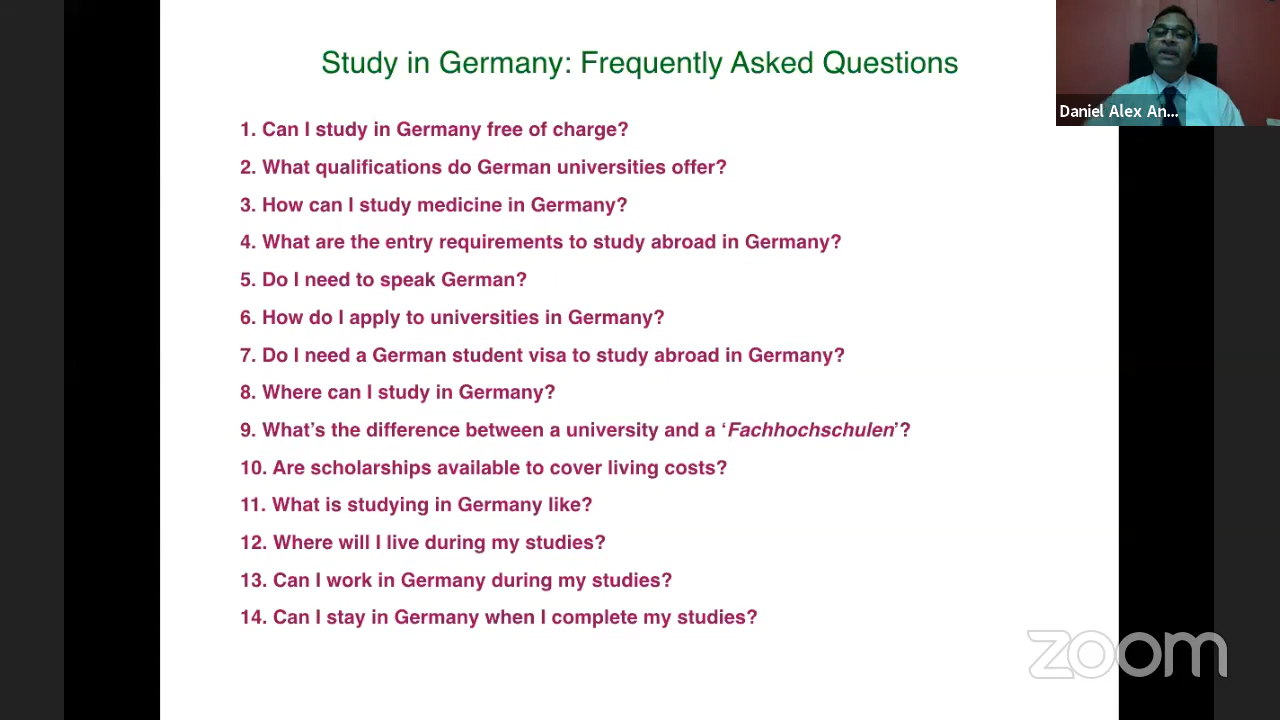 Study in Germany: Frequently Asked Questions
Daniel Alex An...
1. Can I study in Germany free of charge?
2. What qualifications do German universities offer?
3. How can I study medicine in Germany?
4. What are the entry requirements to study abroad in Germany?
5. Do I need to speak German?
6. How do I apply to universities in Germany?
7. Do I need a German student visa to study abroad in Germany?
8. Where can I study in Germany?
9. What’s the difference between a university and a ‘Fachhochschulen’?
10. Are scholarships available to cover living costs?
11. What is studying in Germany like?
12. Where will I live during my studies?
13. Can I work in Germany during my studies?
14. Can I stay in Germany when I complete my studies?
zoom